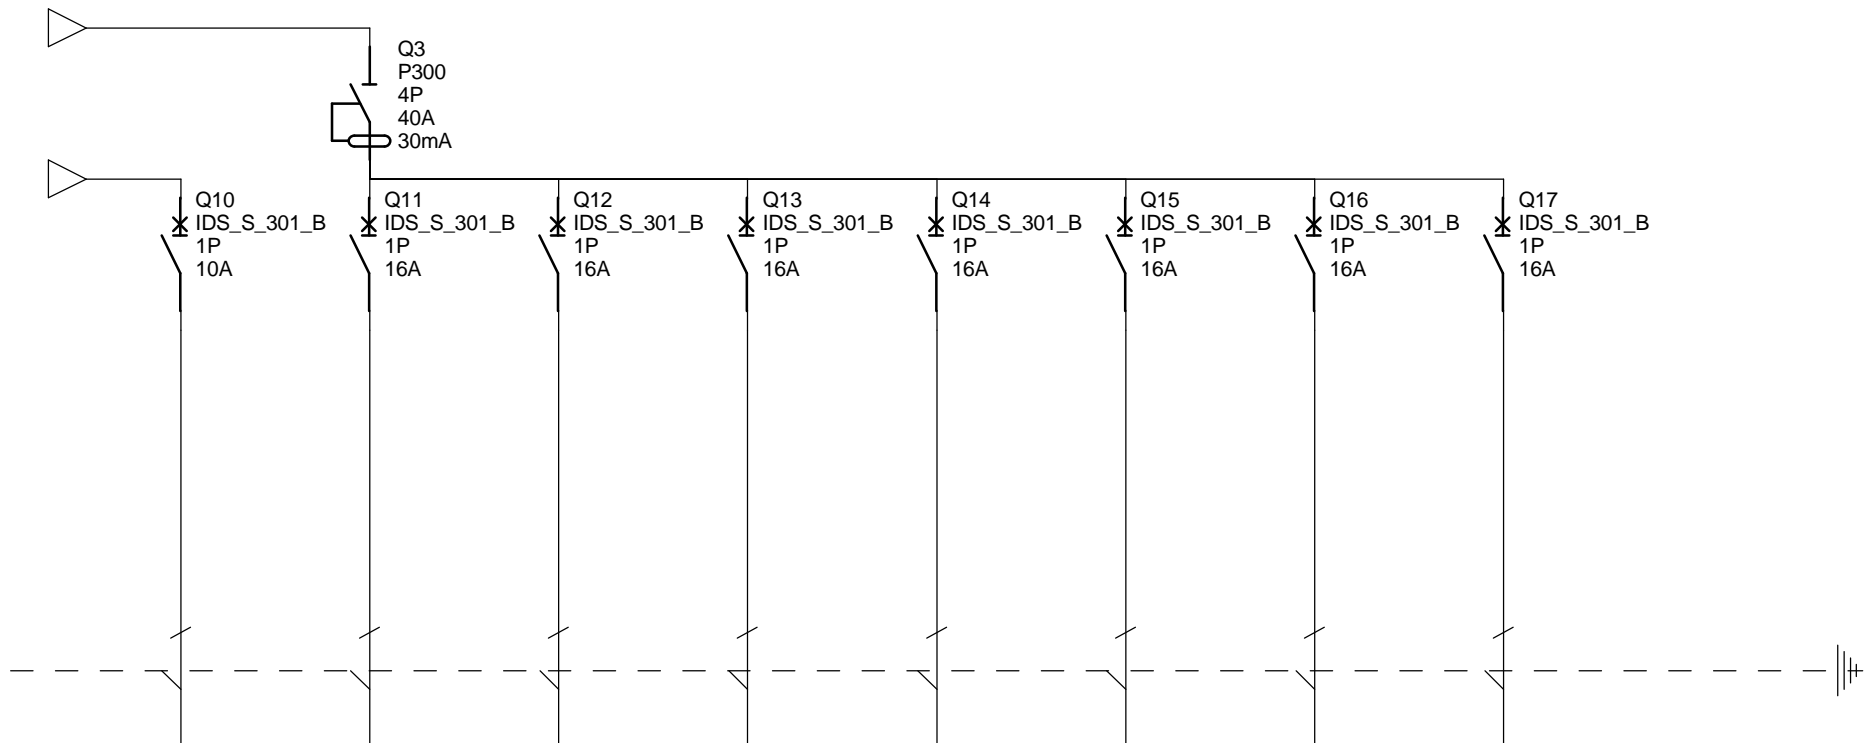 Q3
P300
4P
40A
30mA
Q10
IDS_S_301_B
1P
10A
Q11
IDS_S_301_B
1P
16A
Q12
IDS_S_301_B
1P
16A
Q13
IDS_S_301_B
1P
16A
Q14
IDS_S_301_B
1P
16A
Q15
IDS_S_301_B
1P
16A
Q16
IDS_S_301_B
1P
16A
Q17
IDS_S_301_B
1P
16A